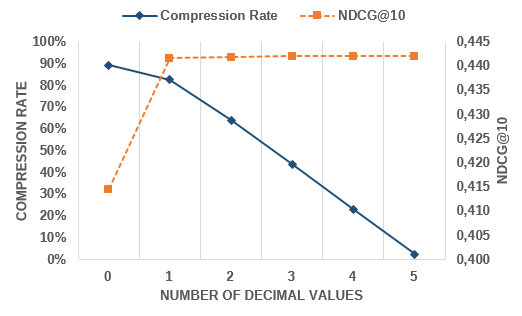 Compression Rate NDCG@10
100% 0,445
90% 0,440
80% 0,435
70% 0,430
60% 0,425
50% 0,420
40% 0,415
30% 0,410
20% 0,405
10% 0,400
0%
COMPRESSION RATE
NDCG@10
0 1 2 3 4 5
NUMBER OF DECIMAL VALUES